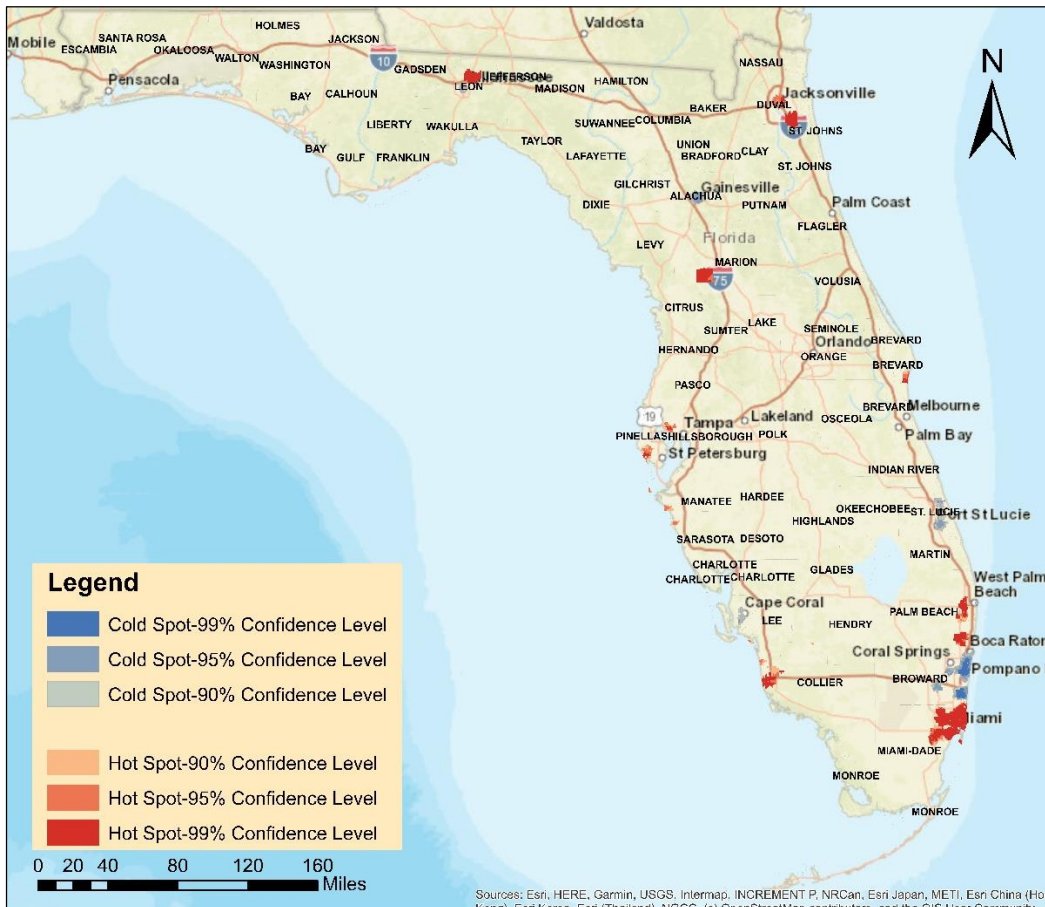 HOLMES
Valdosta
SANTA ROSA
JACKSON
Mobile
ESCAMBIA
OKALOOSA
WALTON
WASHINGTON
10
GADSDEN
Pensacola
BAY
CALHOUN
LEON
JEFFERSON
MADISON
HAMILTON
NASSAU
N
Jacksonville
DUVAL
BAKER
COLUMBIA
SUWANNEE
LIBERTY
WAKULLA
TAYLOR
UNION
BRADFORD
CLAY
ST JOHNS
BAY
GULF
FRANKLIN
LAFAYETTE
ST. JOHNS
GILCHRIST
Gainesville
ALACHUA
DIXIE
PUTNAM
Palm Coast
FLAGLER
LEVY
Florida
MARION
75
VOLUSIA
CITRUS
SUMTER
LAKE
SEMINOLE
Orlando
BREVARD
HERNANDO
ORANGE
BREVARD
PASCO
19
Tampa
Lakeland
OSCEOLA
BREVARD
Melbourne
PINELLAS
HILLSBOROUGH
POLK
Palm Bay
St Petersburg
INDIAN RIVER
MANATEE
HARDEE
OKEECHOBEE
ST. LUCIE
Port St Lucie
HIGHLANDS
SARASOTA
DESOTO
MARTIN
CHARLOTTE
CHARLOTTE
CHARLOTTE
GLADES
West Palm
Beach
Cape Coral
LEE
HENDRY
PALM BEACH
Boca Raton
Coral Springs
Pompano
COLLIER
BROWARD
Miami
MIAMI-DADE
MONROE
MONROE
Legend
Cold Spot-99% Confidence Level
Cold Spot-95% Confidence Level
Cold Spot-90% Confidence Level
Hot Spot-90% Confidence Level
Hot Spot-95% Confidence Level
Hot Spot-99% Confidence Level
0 20 40 80 120 160
Miles
Sources: Esri, HERE, Garmin, USGS, Intermap, INCREMENT P, NRCan, Esri Japan, METI, Esri China (Ho